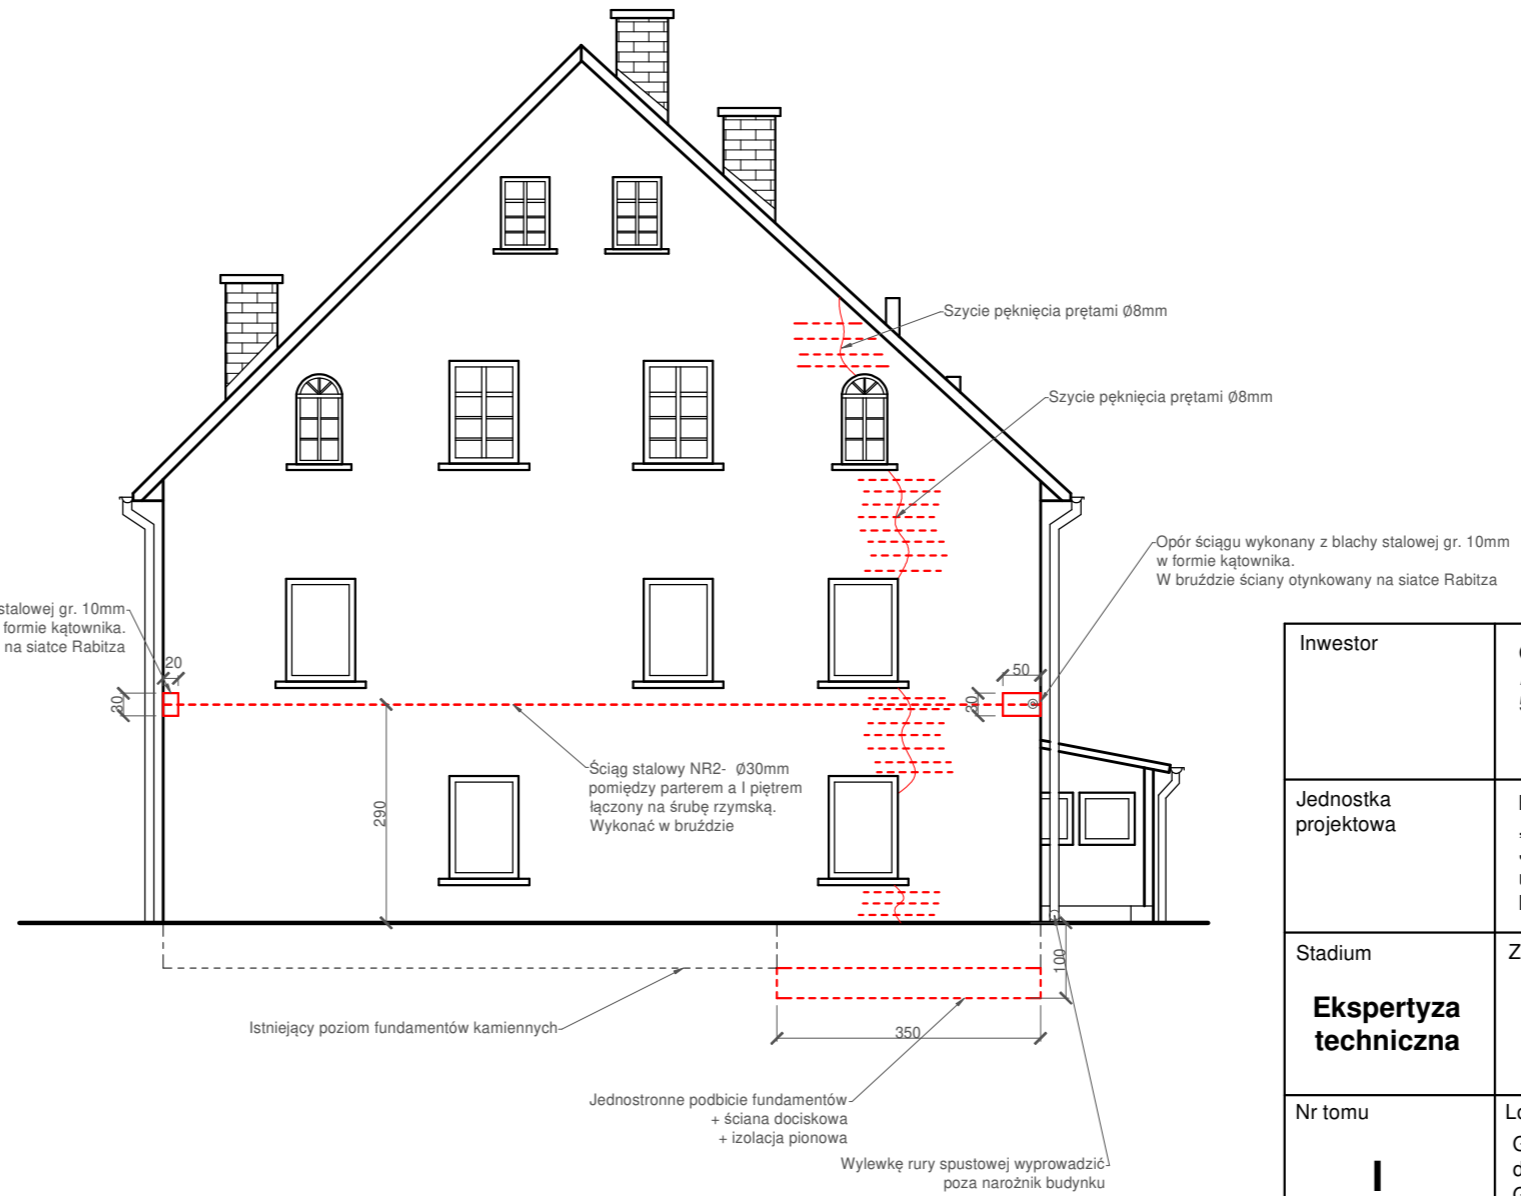 Szycie pęknięcia prętami Ø8mm
Szycie pęknięcia prętami Ø8mm
Opór ściągu wykonany z blachy stalowej gr. 10mm
w formie kątownika.
W bruździe ściany otynkowany na siatce Rabitza
stalowej gr. 10mm
formie kątownika.
na siatce Rabitza
20
30
50
290
Ściąg stalowy NR2- Ø30mm
pomiędzy parterem a I piętrem
łączony na śrubę rzymską.
Wykonać w bruździe
100
350
Istniejący poziom fundamentów kamiennych
Jednostronne podbicie fundamentów
+ ściana dociskowa
+ izolacja pionowa
Wylewkę rury spustowej wyprowadzić
poza narożnik budynku
Inwestor
Jednostka
projektowa
Stadium
Z
Ekspertyza
techniczna
Nr tomu
I